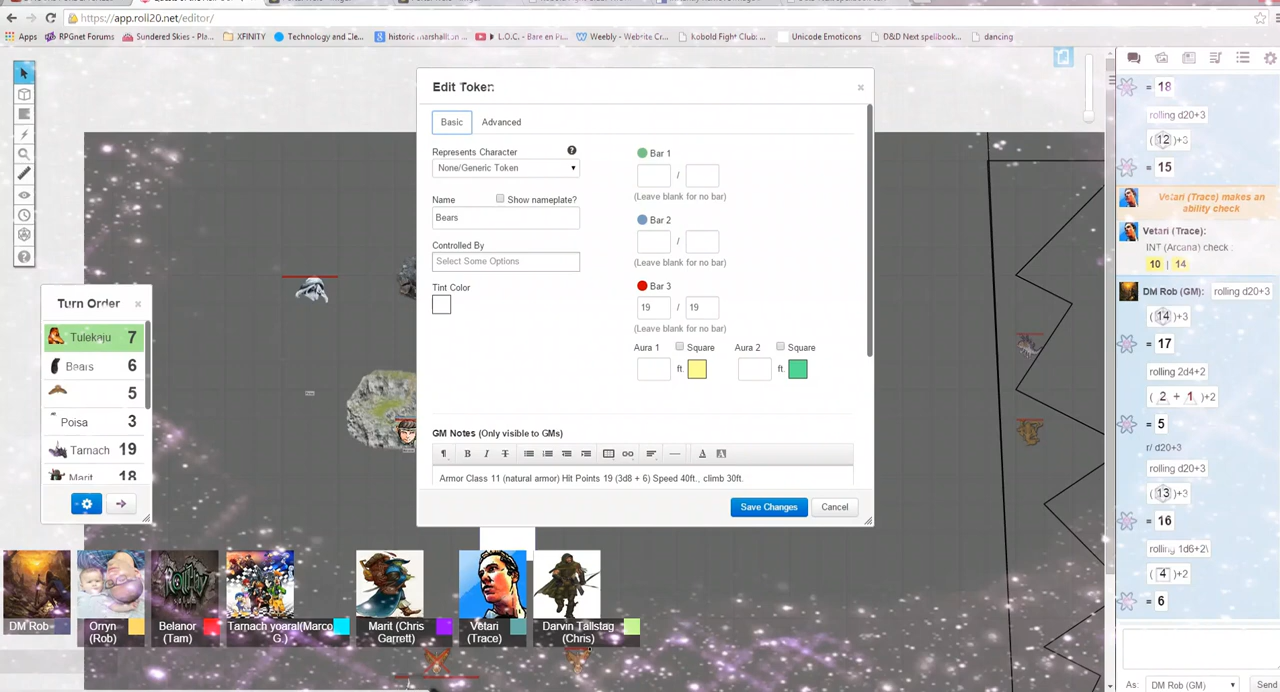 https://app.roll20.net/editor/
Apps
RPGnet Forums
Sundered Skies - Pla...
XFINITY
Technology and Cle...
historic marshallton ...
L.O.C. - Bare en Pi...
Weebly - Website Cr...
Kobold Fight Club: ...
Unicode Emoticons
D&D Next spellbook...
dancing
Edit Token
×
Basic
Advanced
Represents Character
?
None/Generic Token
Name
Show nameplate?
Bears
Controlled By
Select Some Options
Tint Color
Bar 1
/
(Leave blank for no bar)
Bar 2
/
(Leave blank for no bar)
Bar 3
19 / 19
(Leave blank for no bar)
Aura 1
Square
Aura 2
Square
ft.
ft.
GM Notes (Only visible to GMs)
Armor Class 11 (natural armor) Hit Points 19 (3d8 + 6) Speed 40ft., climb 30ft.
Save Changes
Cancel
Turn Order
×
Tulekaju 7
Bears 6
5
Poisa 3
Tarnach 19
Marit 18
DM Rob
Orryn (Rob)
Belanor (Tam)
Tarnach yoaral(Marco G.)
Marit (Chris Garrett)
Vetari (Trace)
Darvin Tallstag (Chris)
= 18
rolling d20+3
(12)+3
= 15
Vetari (Trace) makes an
ability check
Vetari (Trace):
INT (Arcana) check :
10 | 14
DM Rob (GM): rolling d20+3
(14)+3
= 17
rolling 2d4+2
(2 + 1)+2
= 5
r/ d20+3
rolling d20+3
(13)+3
= 16
rolling 1d6+2\
(4)+2
= 6
As:
DM Rob (GM)
Send